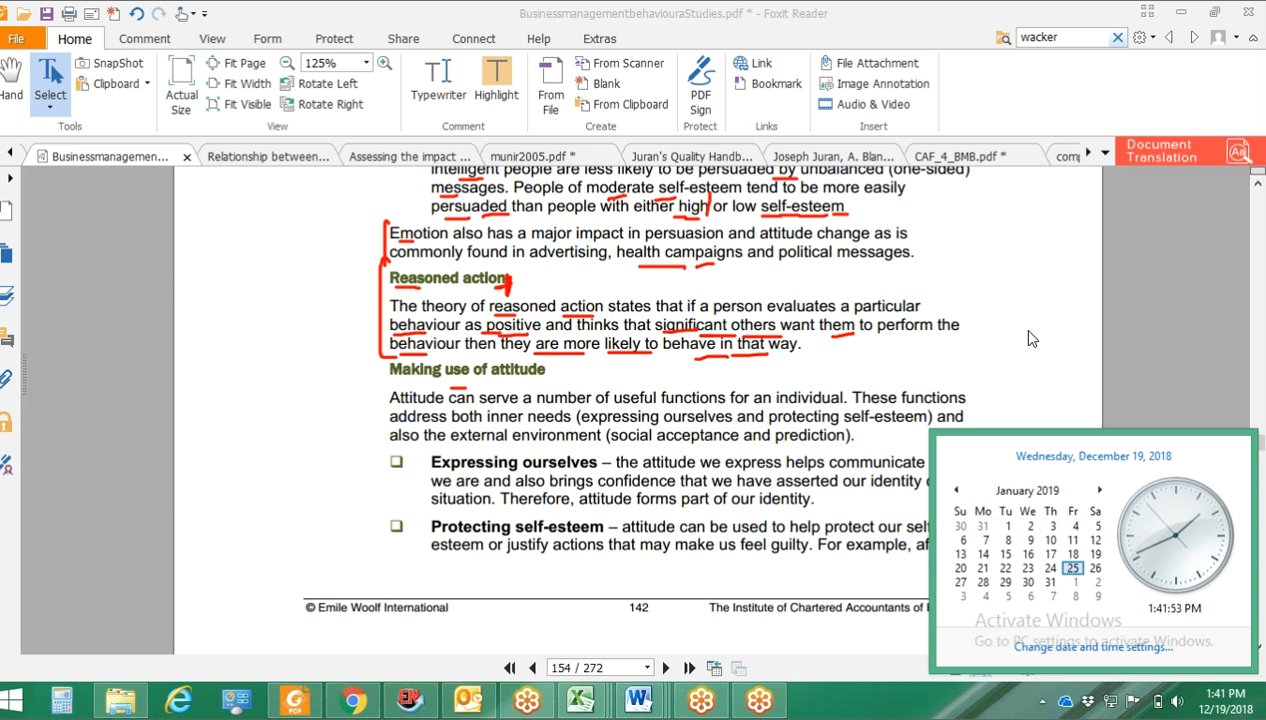 BusinessmanagementbehaviouraStudies.pdf * - Foxit Reader
File Home Comment View Form Protect Share Connect Help Extras wacker
Hand Select SnapShot Clipboard Actual Size Fit Page Fit Width Fit Visible 125% Rotate Left Rotate Right Typewriter Highlight From File From Scanner Blank From Clipboard PDF Sign Link Bookmark File Attachment Image Annotation Audio & Video
Tools View Comment Create Protect Links Insert
Businessmanagemen... Relationship between... Assessing the impact ... munir2005.pdf * Juran's Quality Handb... Joseph Juran, A. Blan... CAF_4_BMB.pdf * Document Translation
intelligent people are less likely to be persuaded by unbalanced (one-sided)
messages. People of moderate self-esteem tend to be more easily
persuaded than people with either high or low self-esteem
Emotion also has a major impact in persuasion and attitude change as is
commonly found in advertising, health campaigns and political messages.
Reasoned action
The theory of reasoned action states that if a person evaluates a particular
behaviour as positive and thinks that significant others want them to perform the
behaviour then they are more likely to behave in that way.
Making use of attitude
Attitude can serve a number of useful functions for an individual. These functions
address both inner needs (expressing ourselves and protecting self-esteem) and
also the external environment (social acceptance and prediction).
Expressing ourselves – the attitude we express helps communicate
we are and also brings confidence that we have asserted our identity
situation. Therefore, attitude forms part of our identity.
Protecting self-esteem – attitude can be used to help protect our self
esteem or justify actions that may make us feel guilty. For example, af
© Emile Woolf International 142 The Institute of Chartered Accountants of
Wednesday, December 19, 2018
January 2019
Su Mo Tu We Th Fr Sa
30 31 1 2 3 4 5
6 7 8 9 10 11 12
13 14 15 16 17 18 19
20 21 22 23 24 25 26
27 28 29 30 31 1 2
3 4 5 6 7 8 9
1:41:53 PM
Activate Windows
Go to PC settings to activate Windows.
Change date and time settings...
154 / 272
1:41 PM
12/19/2018